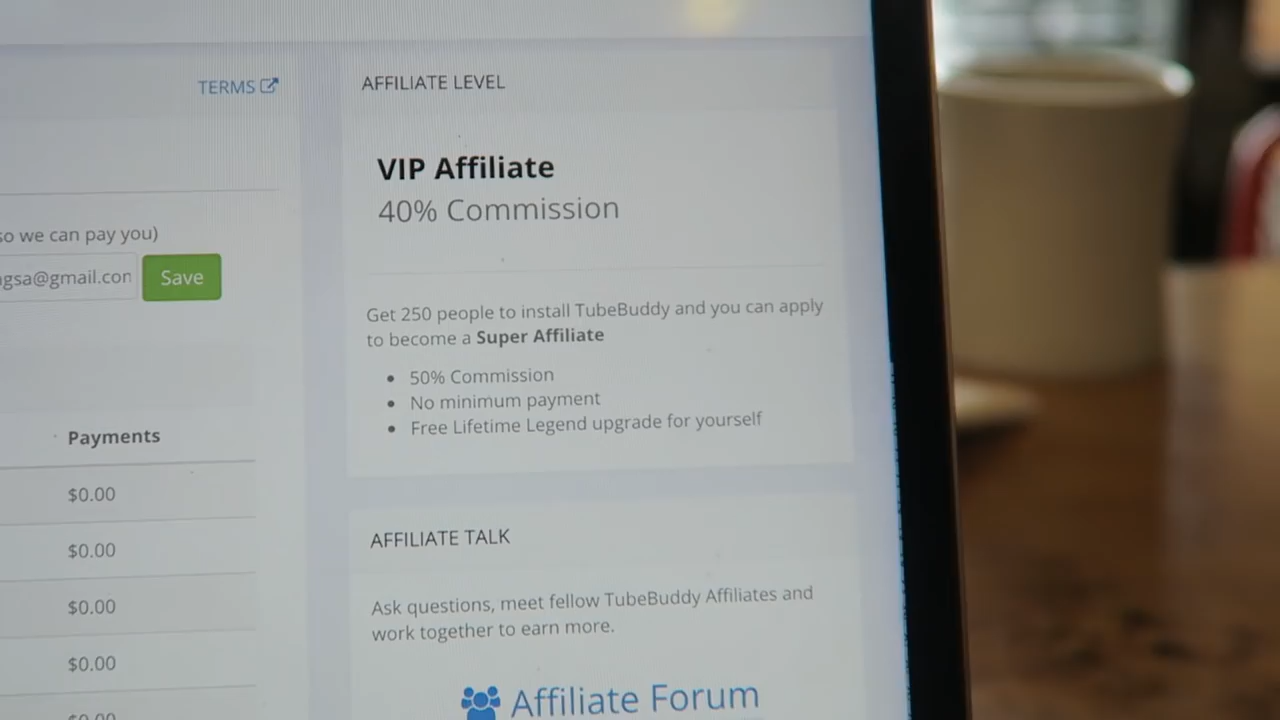 TERMS
so we can pay you)
ngsa@gmail.con
Save
Payments
$0.00
$0.00
$0.00
$0.00
$0.00
AFFILIATE LEVEL
VIP Affiliate
40% Commission
Get 250 people to install TubeBuddy and you can apply
to become a Super Affiliate
50% Commission
No minimum payment
Free Lifetime Legend upgrade for yourself
AFFILIATE TALK
Ask questions, meet fellow TubeBuddy Affiliates and
work together to earn more.
Affiliate Forum